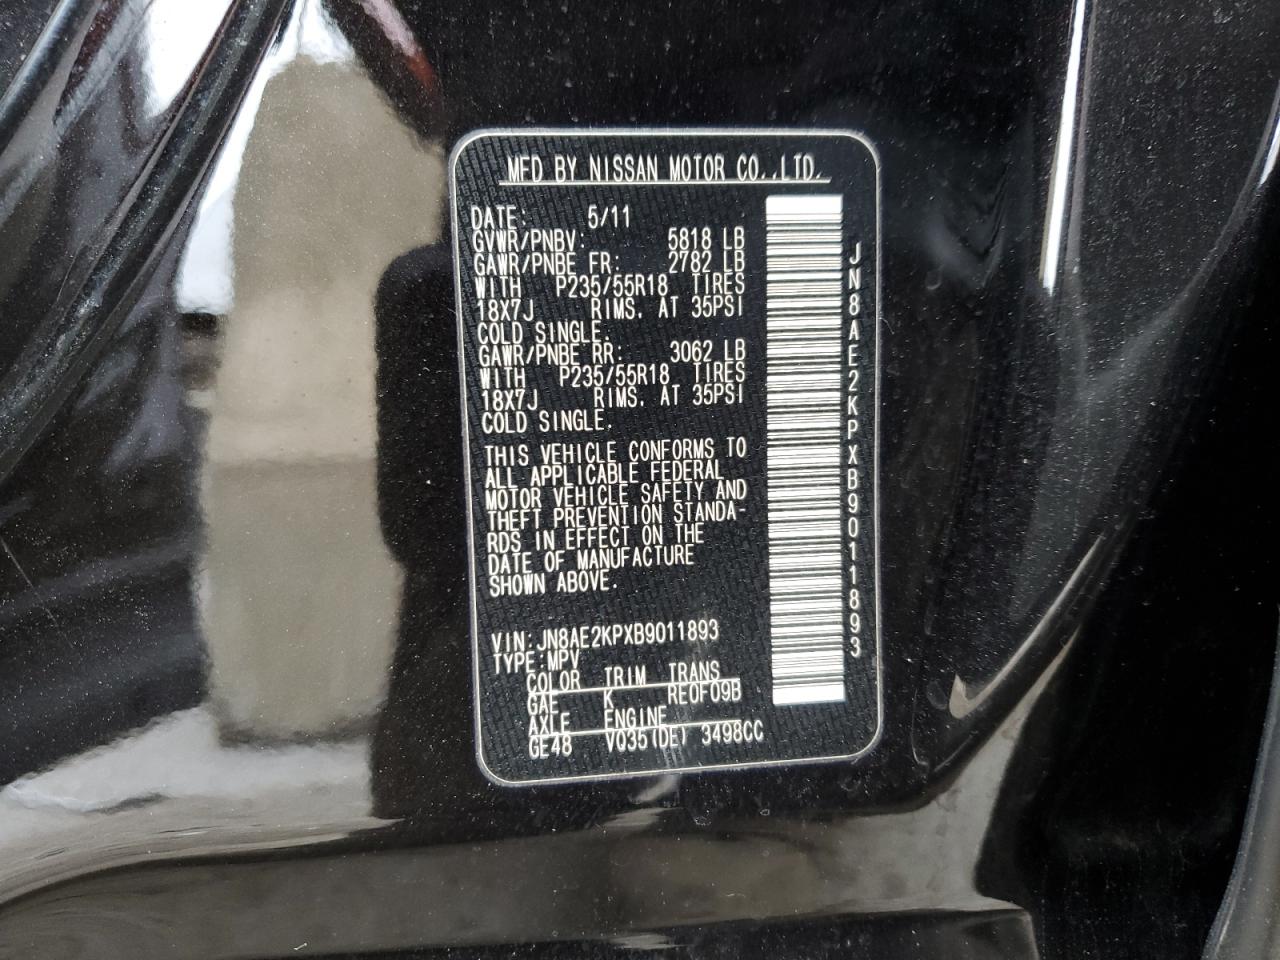 MFD BY NISSAN MOTOR CO.,LTD.
DATE: 5/11
GVWR/PNBV: 5818 LB
GAWR/PNBE FR: 2782 LB
WITH P235/55R18 TIRES
18X7J RIMS. AT 35PSI
COLD SINGLE.
GAWR/PNBE RR: 3062 LB
WITH P235/55R18 TIRES
18X7J RIMS. AT 35PSI
COLD SINGLE.
THIS VEHICLE CONFORMS TO
ALL APPLICABLE FEDERAL
MOTOR VEHICLE SAFETY AND
THEFT PREVENTION STANDA-
RDS IN EFFECT ON THE
DATE OF MANUFACTURE
SHOWN ABOVE.
VIN:JN8AE2KPXB9011893
TYPE:MPV
COLOR TRIM TRANS
GAE K RE0F09B
AXLE ENGINE
GE48 VQ35(DE) 3498CC
JN8AE2KPXB9011893